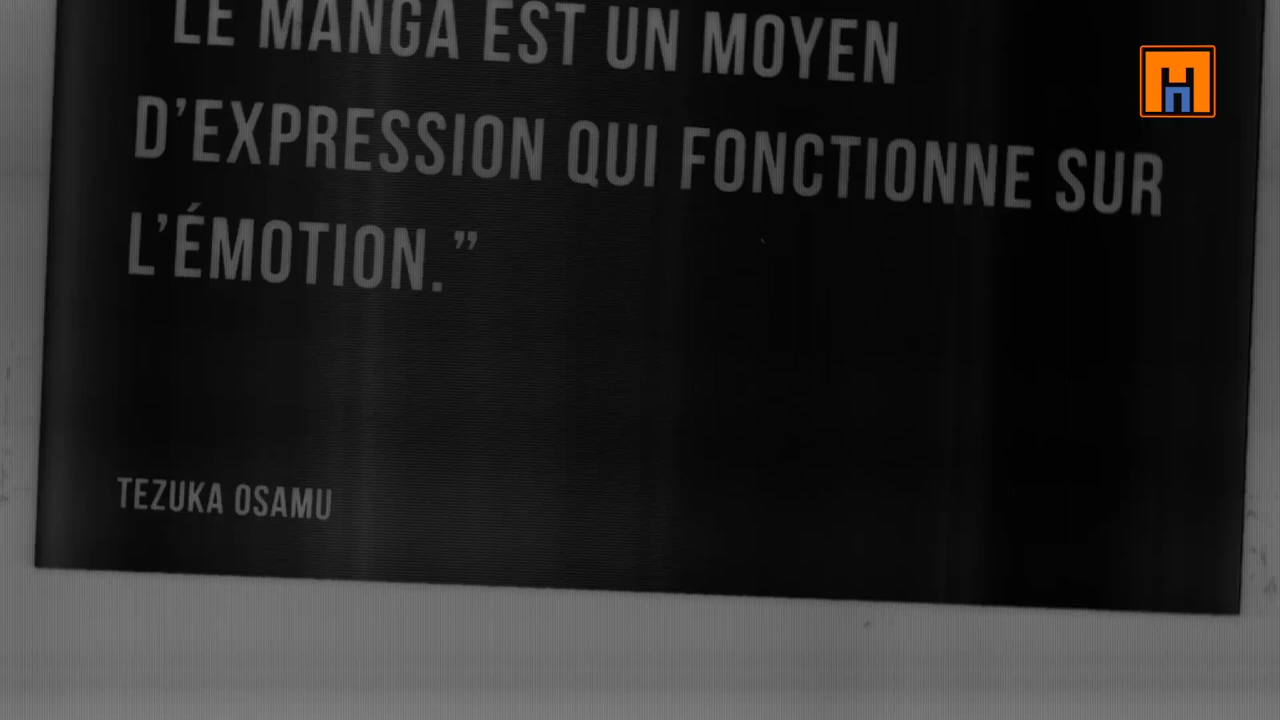 LE MANGA EST UN MOYEN
D’EXPRESSION QUI FONCTIONNE SUR
L’ÉMOTION.”
TEZUKA OSAMU